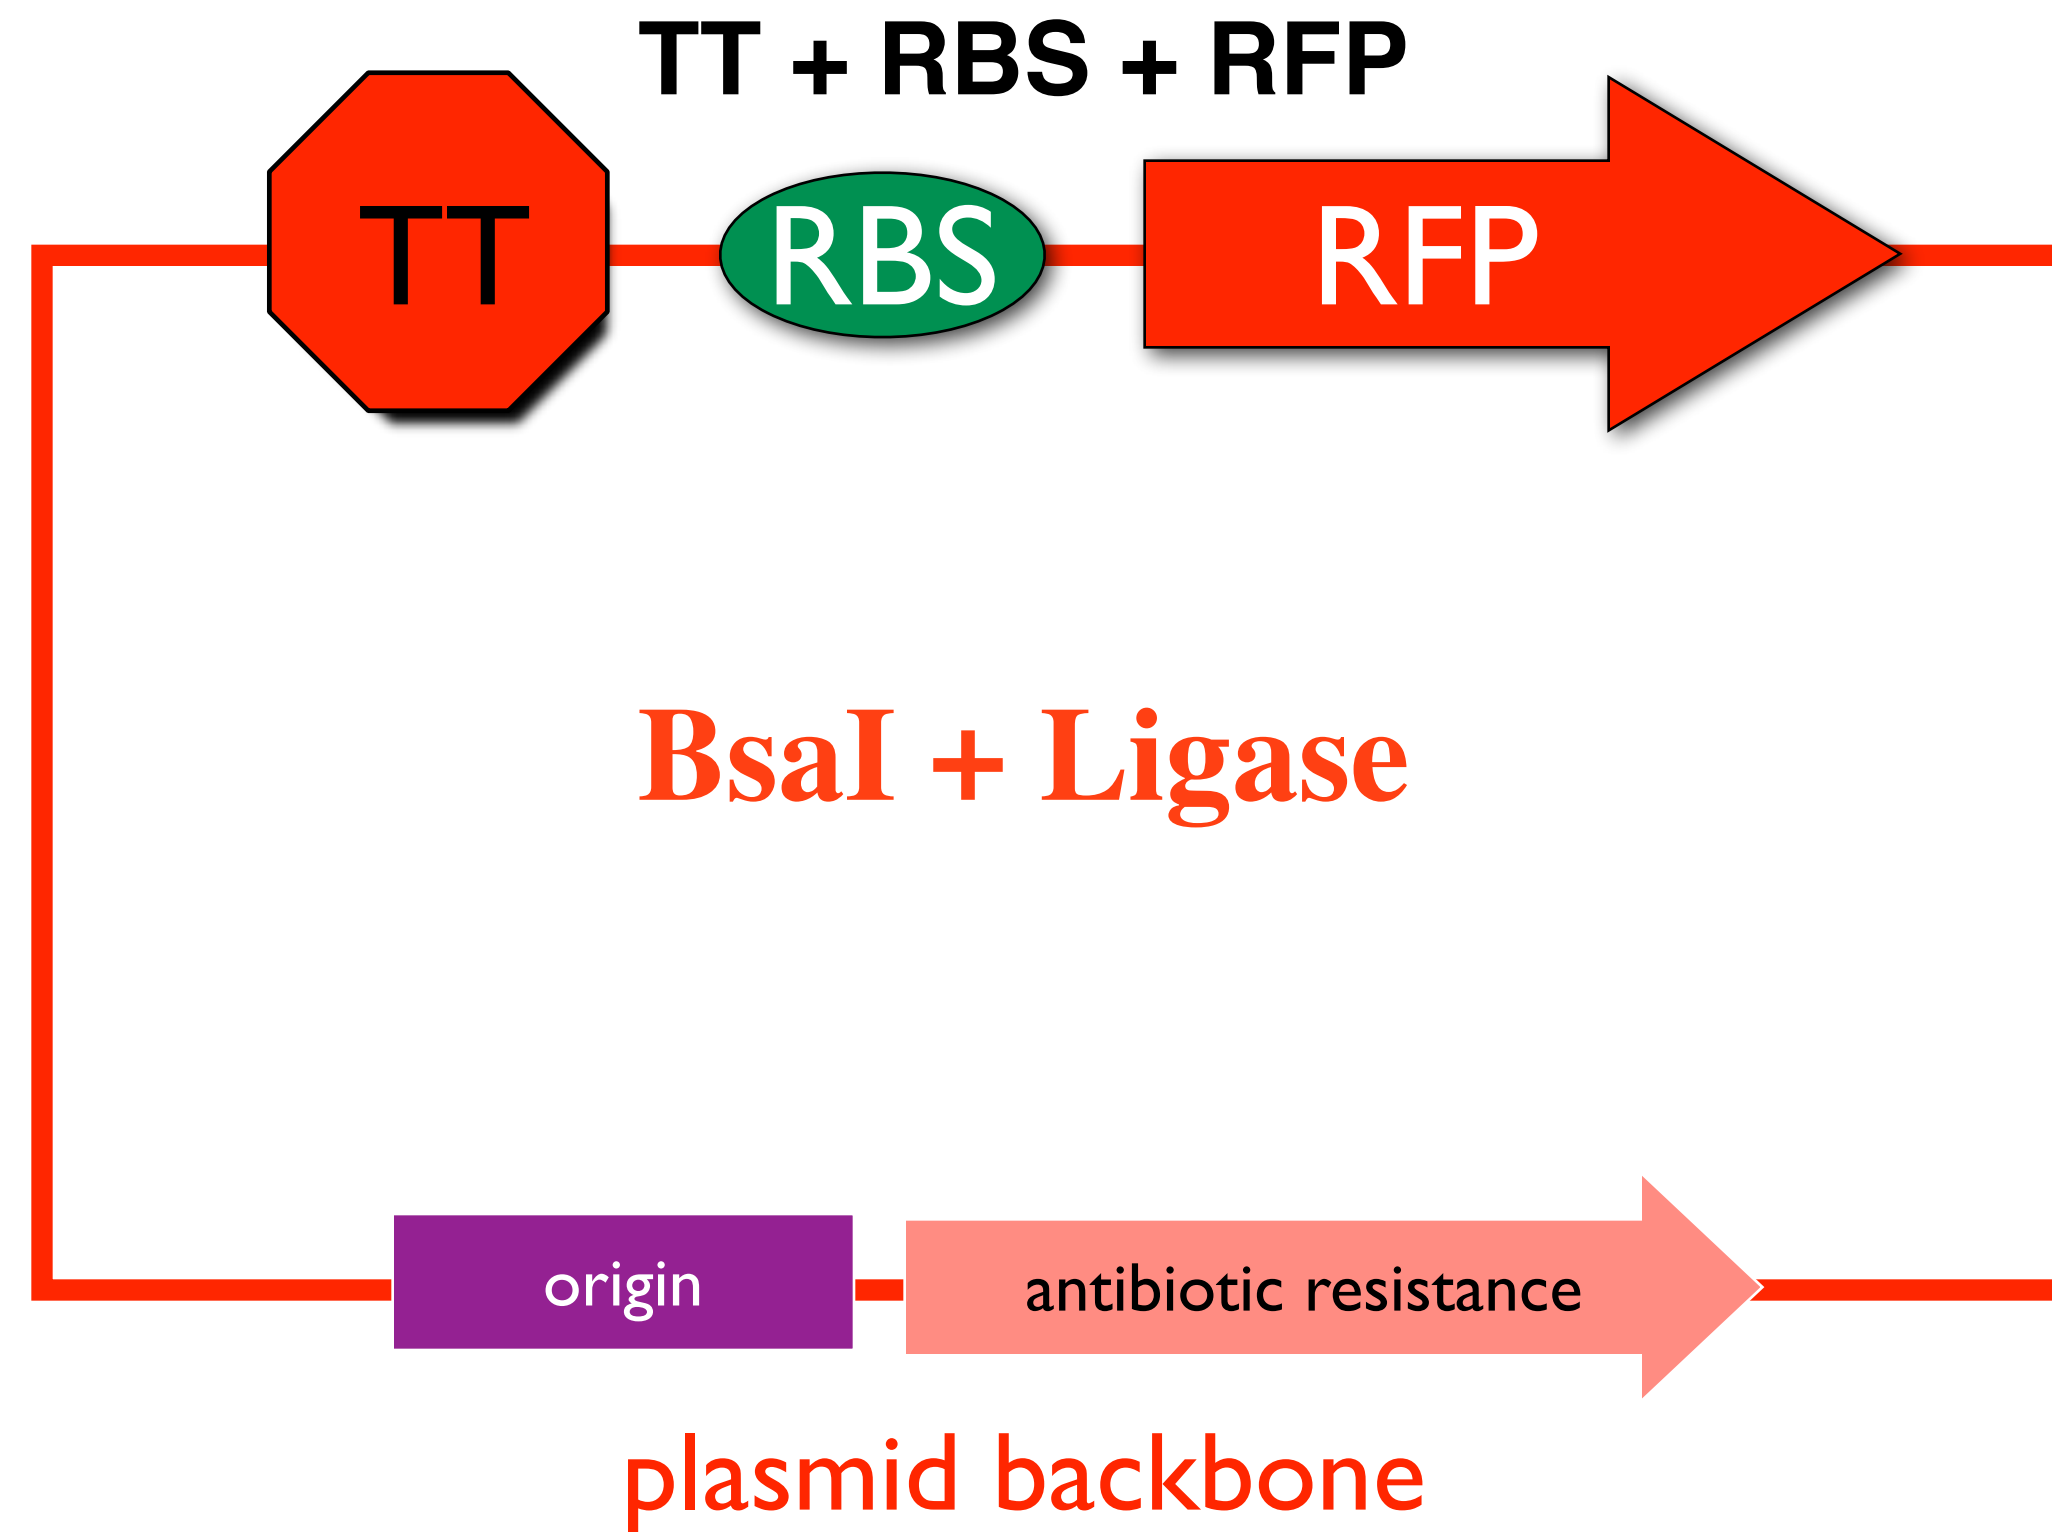 TT + RBS + RFP
TT
RBS
RFP
BsaI + Ligase
origin
antibiotic resistance
plasmid backbone